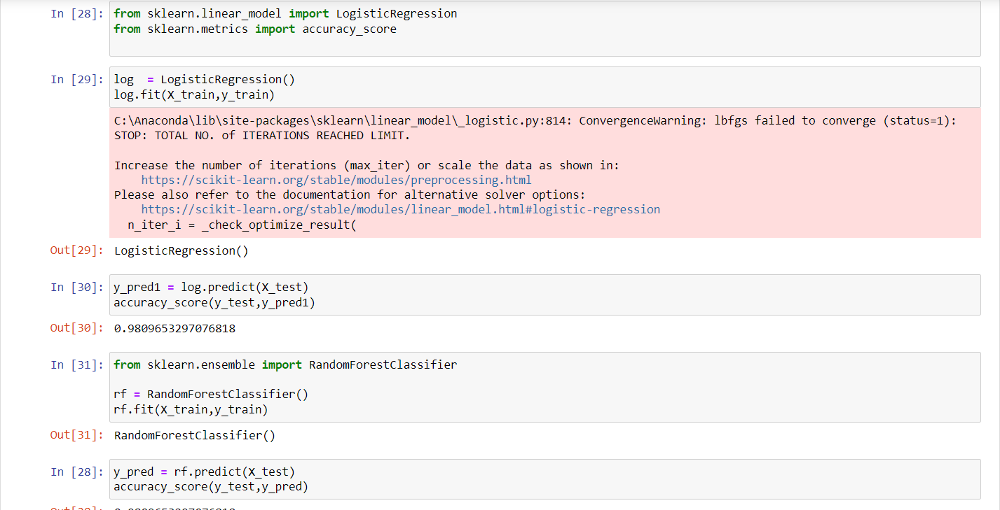 In [28]: from sklearn.linear_model import LogisticRegression
from sklearn.metrics import accuracy_score
In [29]: log  = LogisticRegression()
log.fit(X_train,y_train)
C:\Anaconda\lib\site-packages\sklearn\linear_model\_logistic.py:814: ConvergenceWarning: lbfgs failed to converge (status=1):
STOP: TOTAL NO. of ITERATIONS REACHED LIMIT.
Increase the number of iterations (max_iter) or scale the data as shown in:
https://scikit-learn.org/stable/modules/preprocessing.html
Please also refer to the documentation for alternative solver options:
https://scikit-learn.org/stable/modules/linear_model.html#logistic-regression
n_iter_i = _check_optimize_result(
Out[29]: LogisticRegression()
In [30]: y_pred1 = log.predict(X_test)
accuracy_score(y_test,y_pred1)
Out[30]: 0.9809653297076818
In [31]: from sklearn.ensemble import RandomForestClassifier
rf = RandomForestClassifier()
rf.fit(X_train,y_train)
Out[31]: RandomForestClassifier()
In [28]: y_pred = rf.predict(X_test)
accuracy_score(y_test,y_pred)